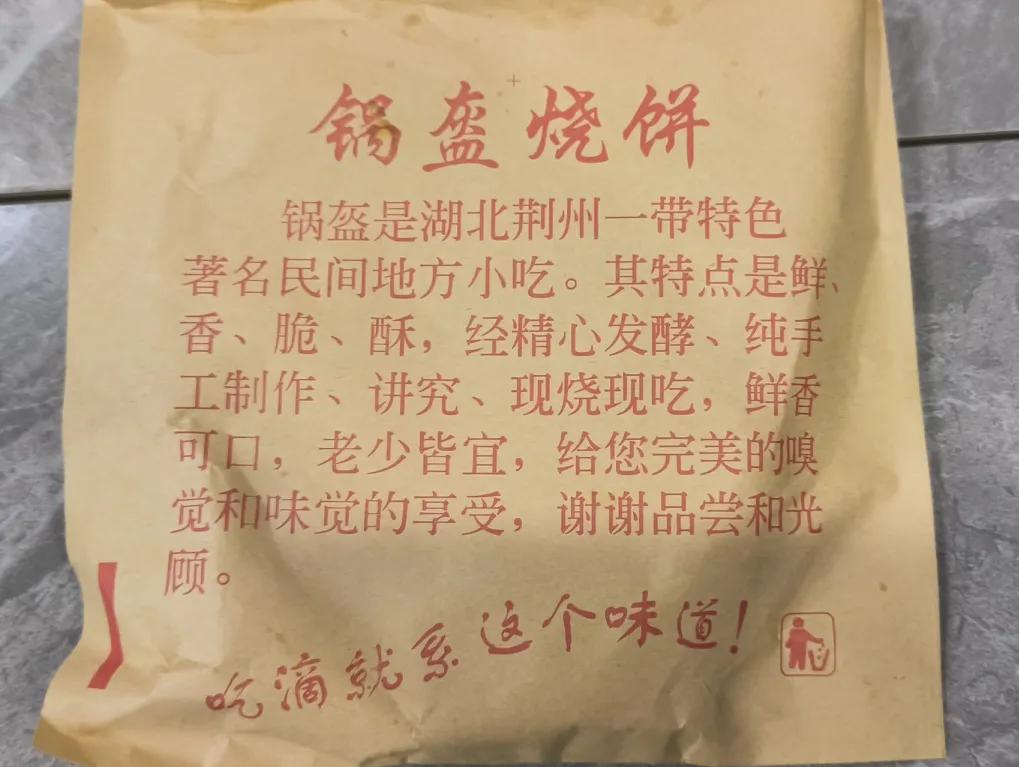 锅盔烧饼
锅盔是湖北荆州一带特色
著名民间地方小吃。其特点是鲜、
香、脆、酥，经精心发酵、纯手
工制作、讲究、现烧现吃，鲜香
可口，老少皆宜，给您完美的嗅
觉和味觉的享受，谢谢品尝和光
顾。
吃滴就系这个味道！